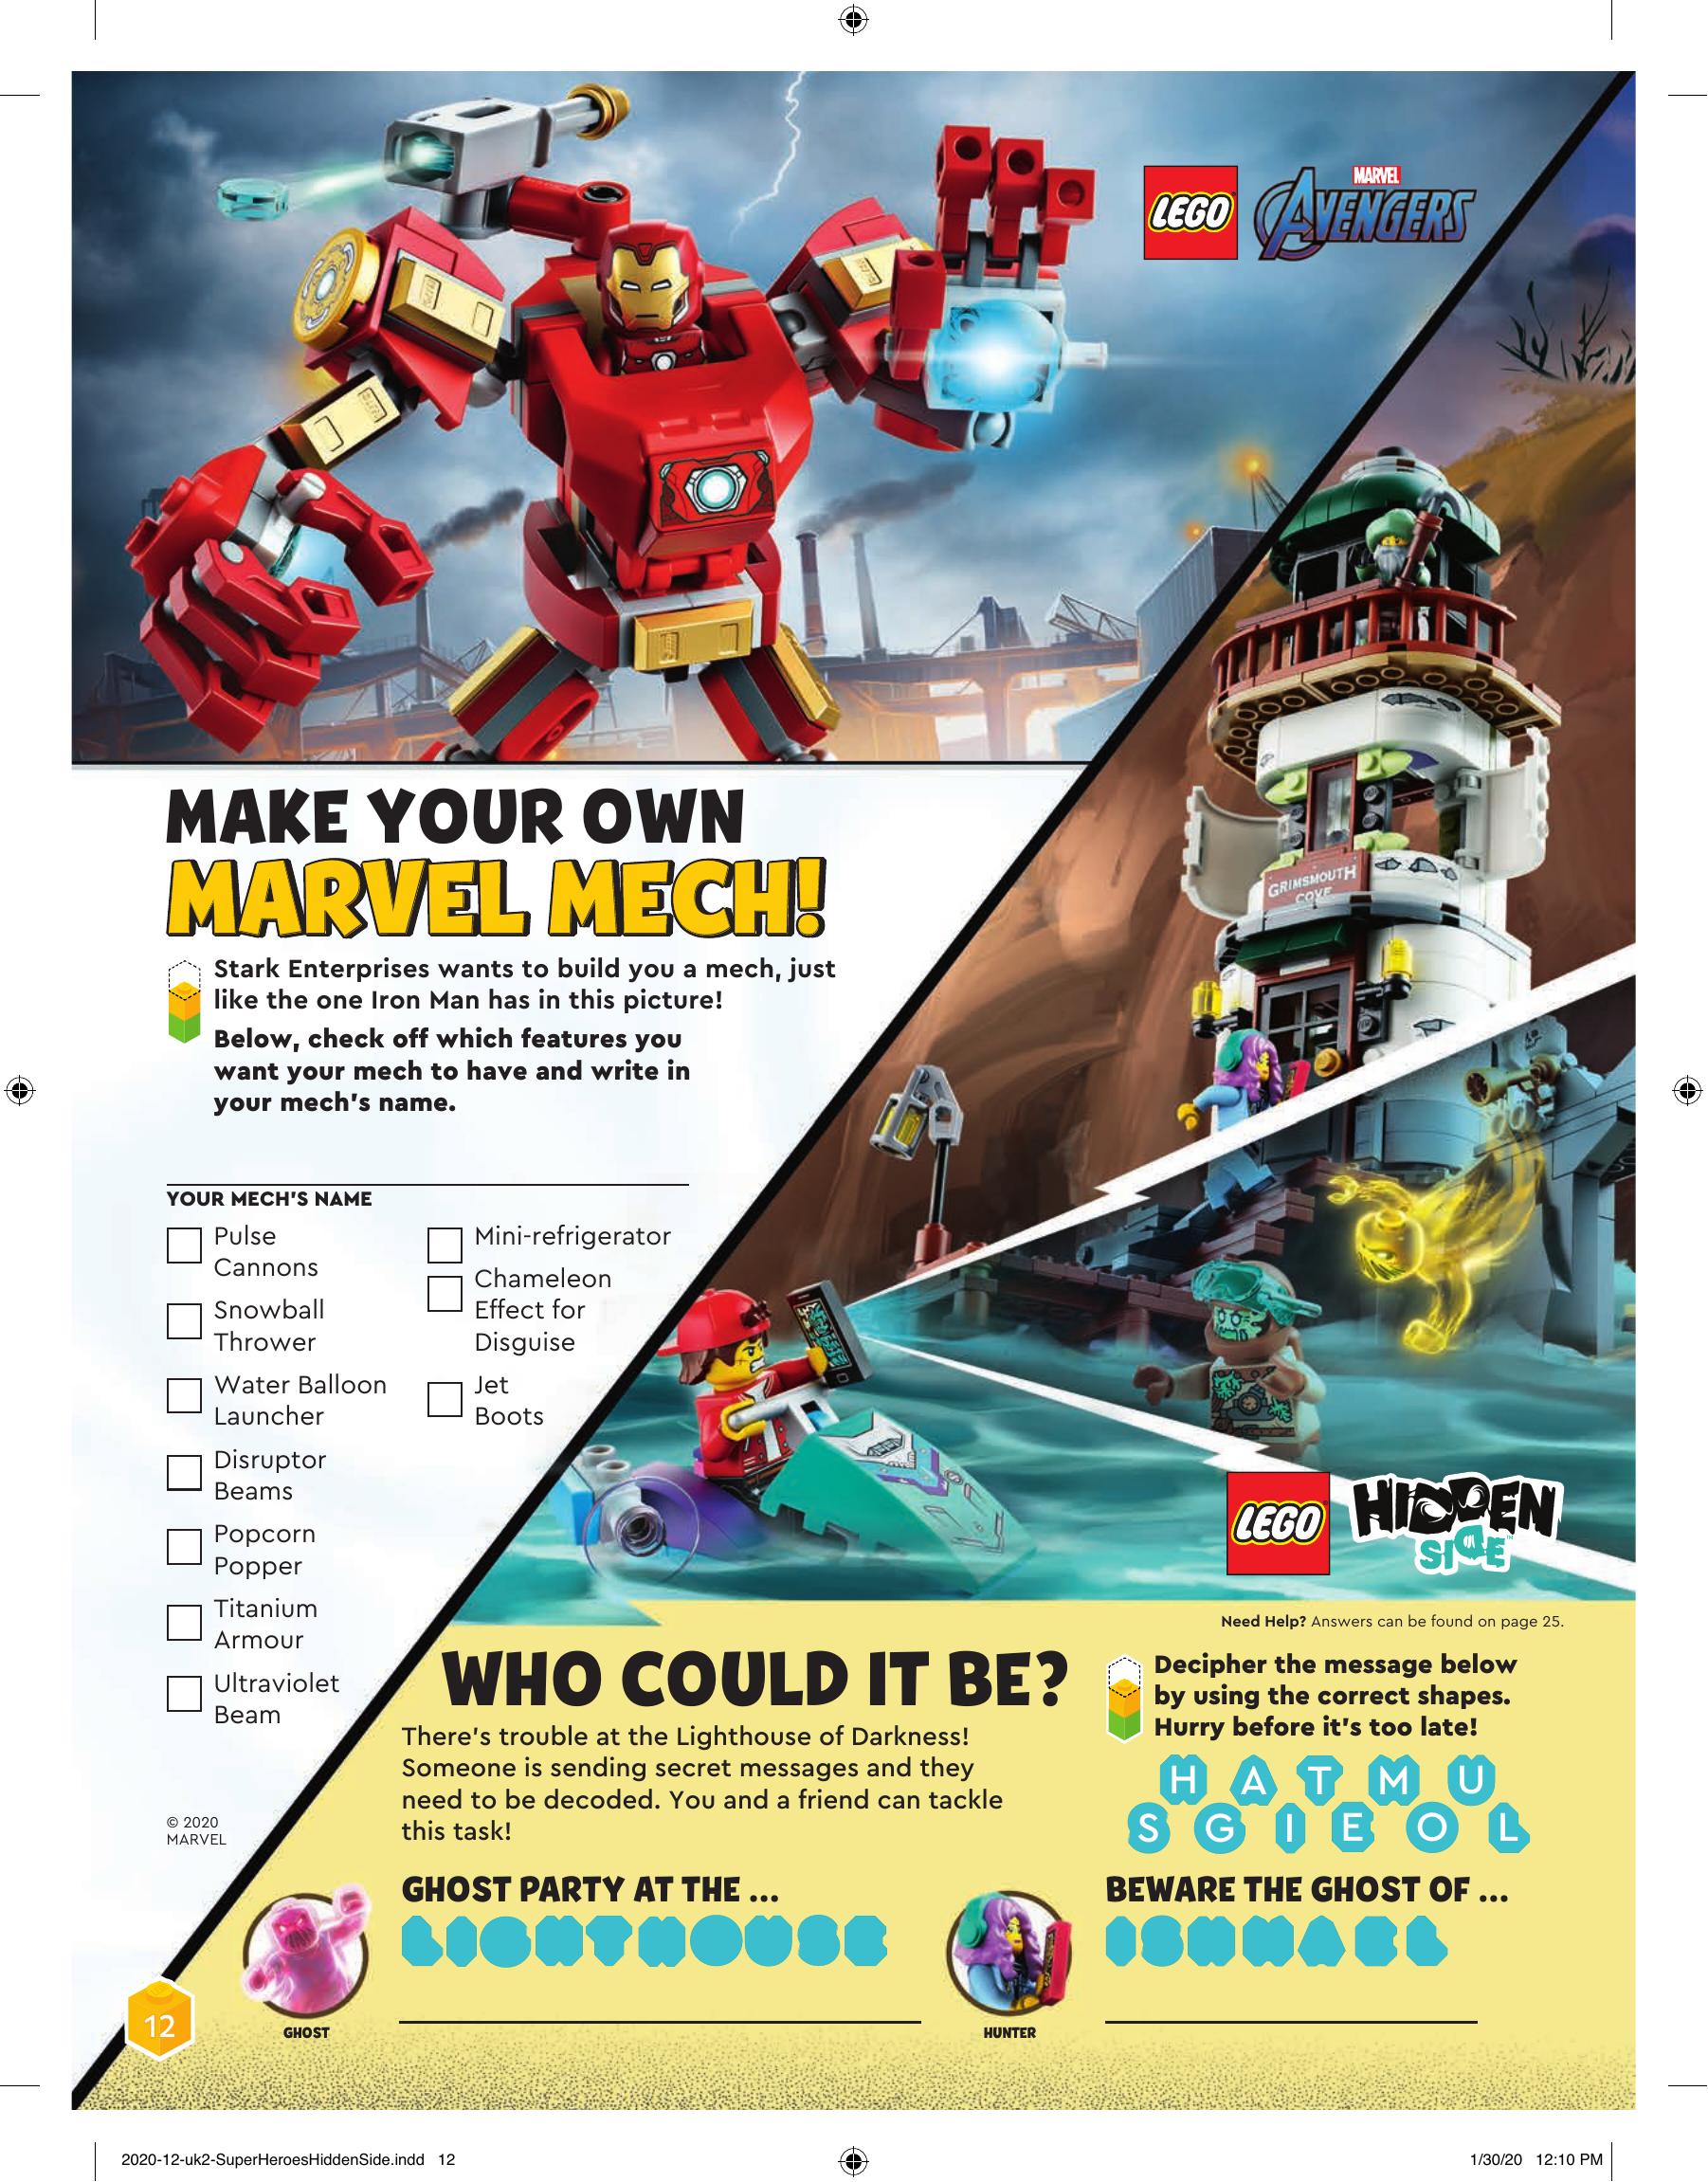 LEGO
MARVEL
AVENGERS
GRIMSMOUTH
COVE
MAKE YOUR OWN
MARVEL MECH!
Stark Enterprises wants to build you a mech, just
like the one Iron Man has in this picture!
Below, check off which features you
want your mech to have and write in
your mech's name.
YOUR MECH'S NAME
Pulse
Cannons
Snowball
Thrower
Water Balloon
Launcher
Disruptor
Beams
Popcorn
Popper
Titanium
Armour
Ultraviolet
Beam
Mini-refrigerator
Chameleon
Effect for
Disguise
Jet
Boots
© 2020
MARVEL
LEGO
HIDDEN
SIDE™
Need Help? Answers can be found on page 25.
WHO COULD IT BE?
There's trouble at the Lighthouse of Darkness!
Someone is sending secret messages and they
need to be decoded. You and a friend can tackle
this task!
Decipher the message below
by using the correct shapes.
Hurry before it's too late!
H A T M U
S G I E O L
GHOST PARTY AT THE ...
GHOST
BEWARE THE GHOST OF ...
HUNTER
12
2020-12-uk2-SuperHeroesHiddenSide.indd 12
1/30/20 12:10 PM